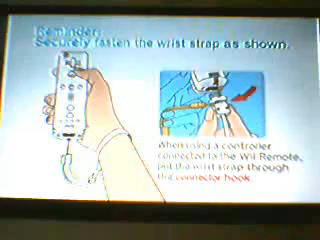 Reminder:
Securely fasten the wrist strap as shown.
When using a controller
connected to the Wii Remote,
put the wrist strap through
the connector hook.